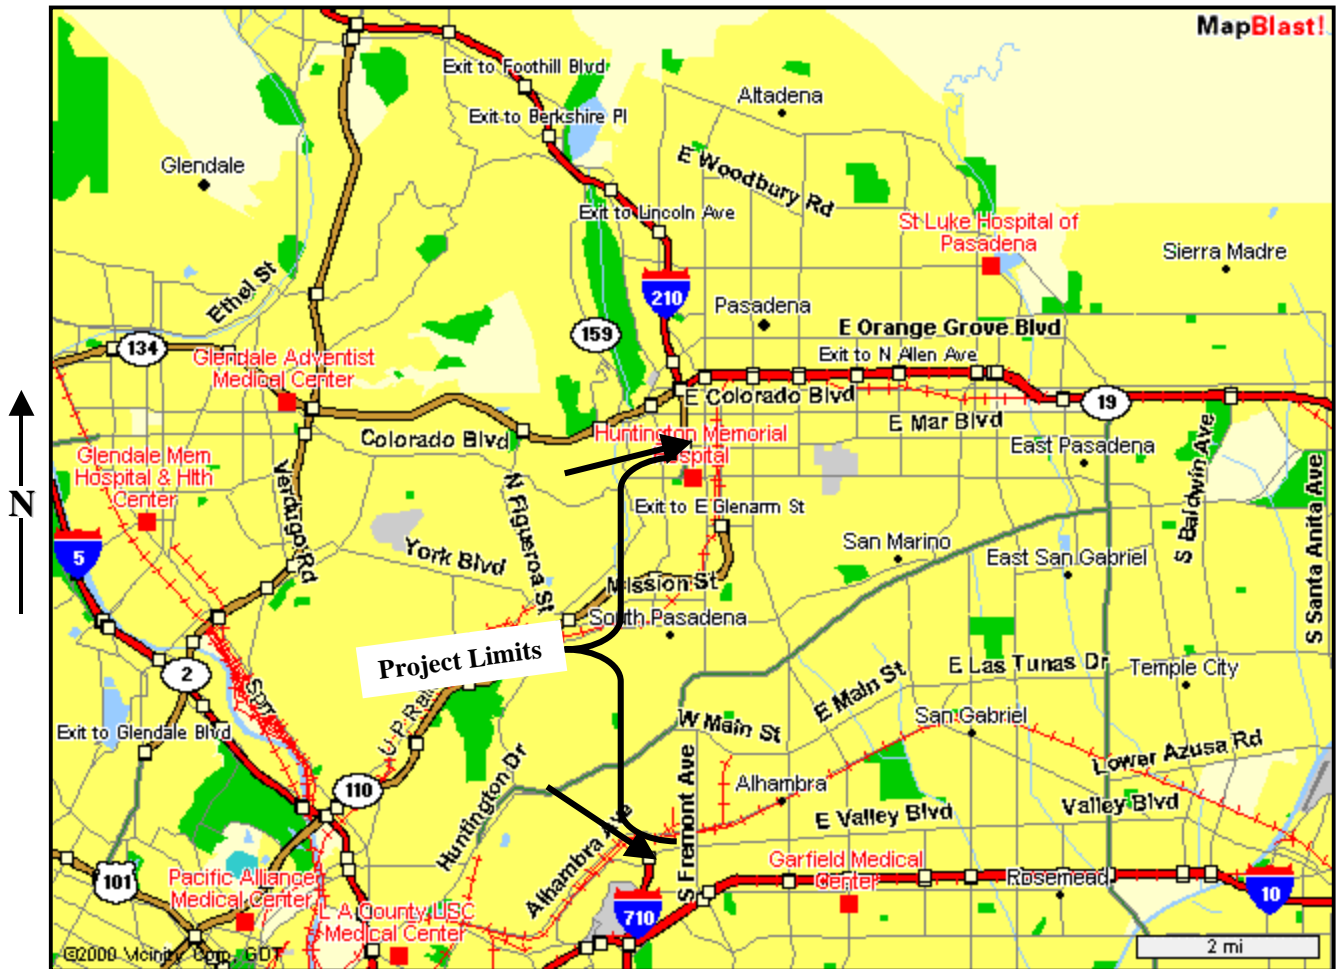 MapBlast!
Exit to Foothill Blvd
Altadena
Exit to Berkshire Pl
E Woodbury Rd
Glendale
Exit to Lincoln Ave
St Luke Hospital of
Pasadena
Sierra Madre
Ethel St
210
Pasadena
159
E Orange Grove Blvd
134
Glendale Adventist
Medical Center
Exit to N Allen Ave
E Colorado Blvd
19
E Mar Blvd
Colorado Blvd
Huntington Memorial
Hospital
East Pasadena
S Baldwin Ave
S Santa Anita Ave
Glendale Mem
Hospital & Hlth
Center
Verdugo Rd
N Figueroa St
N
Exit to E Glenarm St
5
York Blvd
San Marino
East San Gabriel
Mission St
South Pasadena
Project Limits
2
E Las Tunas Dr
Temple City
E Main St
San Gabriel
W Main St
Exit to Glendale Blvd
U P Rail
Lower Azusa Rd
Huntington Dr
S Fremont Ave
110
Alhambra
Valley Blvd
E Valley Blvd
Alhambra Ave
Garfield Medical
Center
Rosemead
101
Pacific Alliance
Medical Center
10
L A County USC
Medical Center
710
2 mi
©2000 Vicinity Corp, GDT